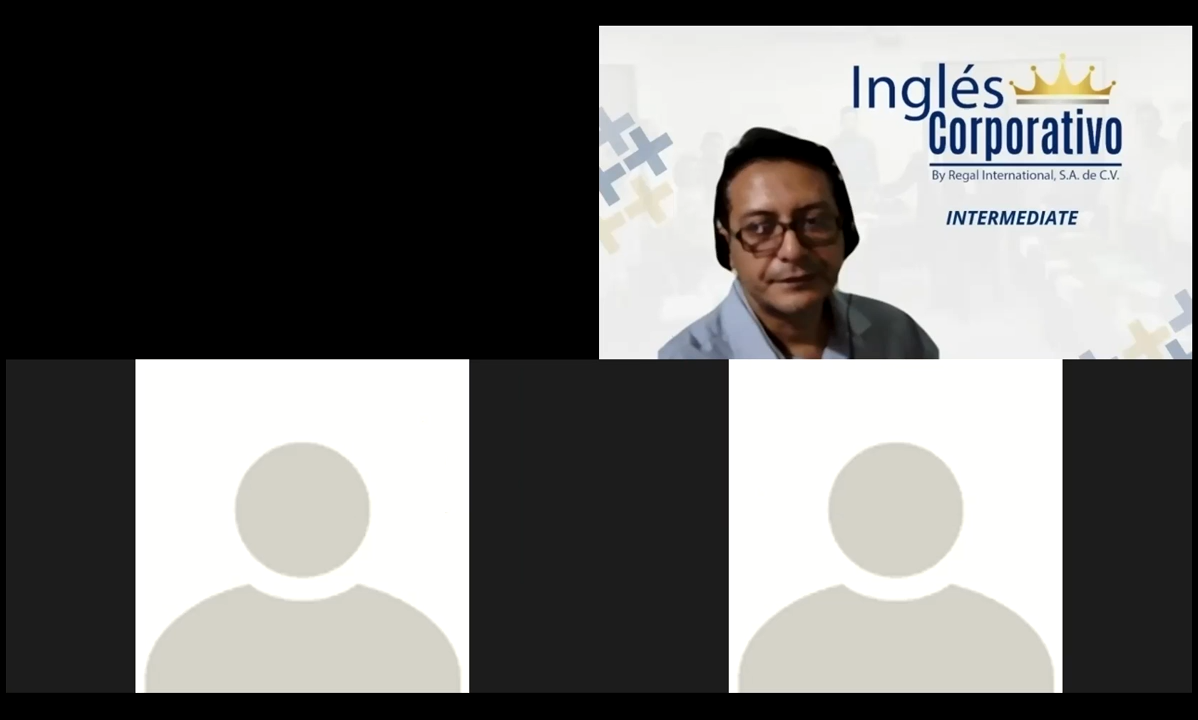 Inglés
Corporativo
By Regal International, S.A. de C.V.
INTERMEDIATE